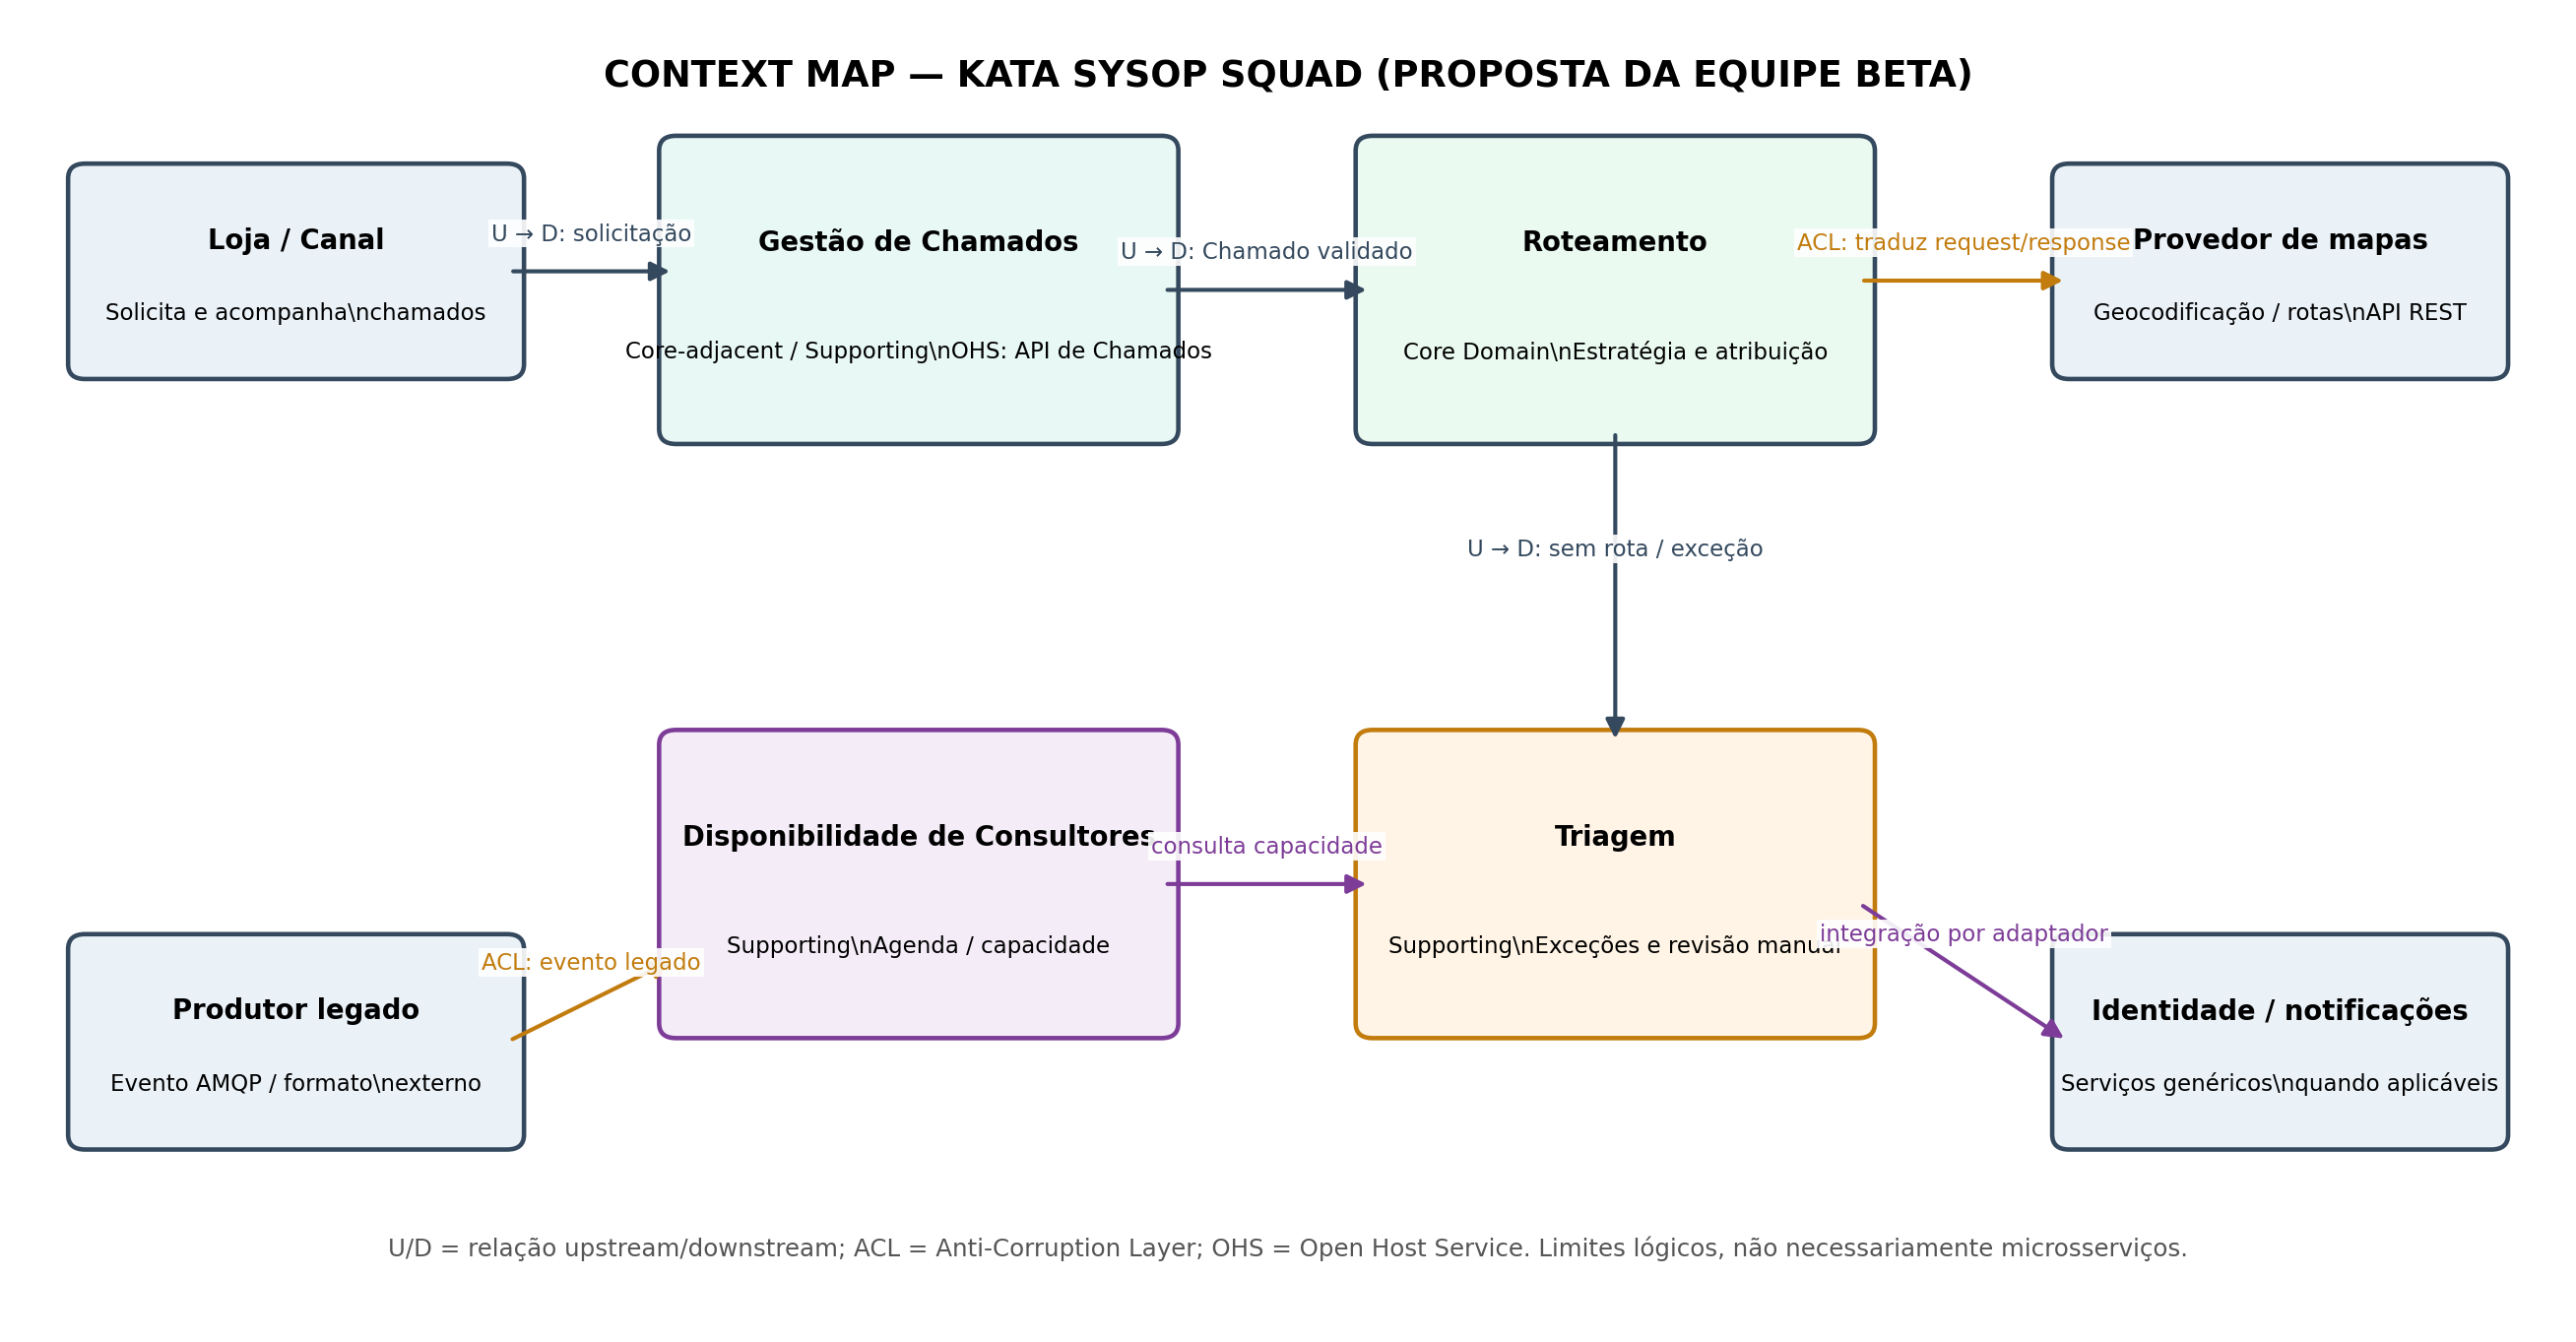 CONTEXT MAP — KATA SYSOP SQUAD (PROPOSTA DA EQUIPE BETA)
Loja / Canal
Solicita e acompanha\nchamados
U → D: solicitação
Gestão de Chamados
Core-adjacent / Supporting\nOHS: API de Chamados
U → D: Chamado validado
Roteamento
Core Domain\nEstratégia e atribuição
ACL: traduz request/response
Provedor de mapas
Geocodificação / rotas\nAPI REST
U → D: sem rota / exceção
Disponibilidade de Consultores
Supporting\nAgenda / capacidade
consulta capacidade
Triagem
Supporting\nExceções e revisão manual
integração por adaptador
ACL: evento legado
Produtor legado
Evento AMQP / formato\nexterno
Identidade / notificações
Serviços genéricos\nquando aplicáveis
U/D = relação upstream/downstream; ACL = Anti-Corruption Layer; OHS = Open Host Service. Limites lógicos, não necessariamente microsserviços.